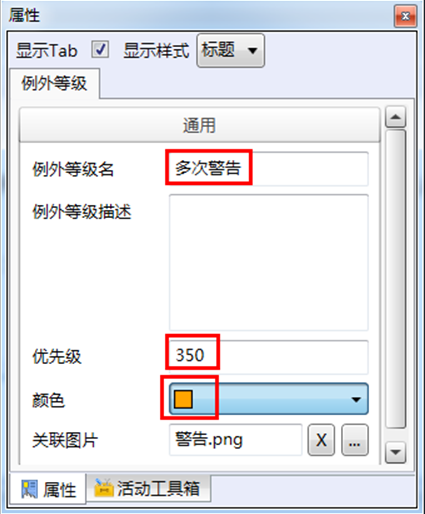 属性
显示Tab 显示样式 标题
例外等级
通用
例外等级名 多次警告
例外等级描述
优先级 350
颜色
关联图片 警告.png X ...
属性 活动工具箱